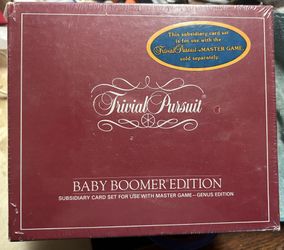 This subsidiary card set
is for use with the
Trivial Pursuit MASTER GAME
sold separately.
Trivial Pursuit
BABY BOOMER EDITION
SUBSIDIARY CARD SET FOR USE WITH MASTER GAME — GENUS EDITION